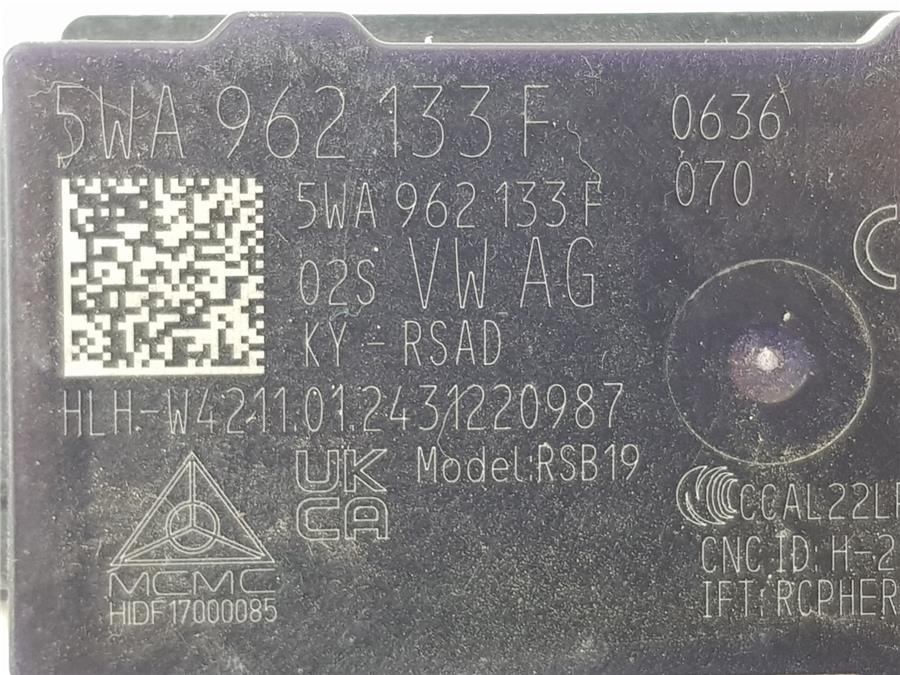 5WA 962 133 F
0636
070
5WA 962 133 F
02S VW AG
KY - RSAD
HLH-W4211.01.2431220987
UK
CA
Model:RSB19
MCMC
HIDF17000085
CCAL22L
CNC ID: H-2
IFT: RCPHER